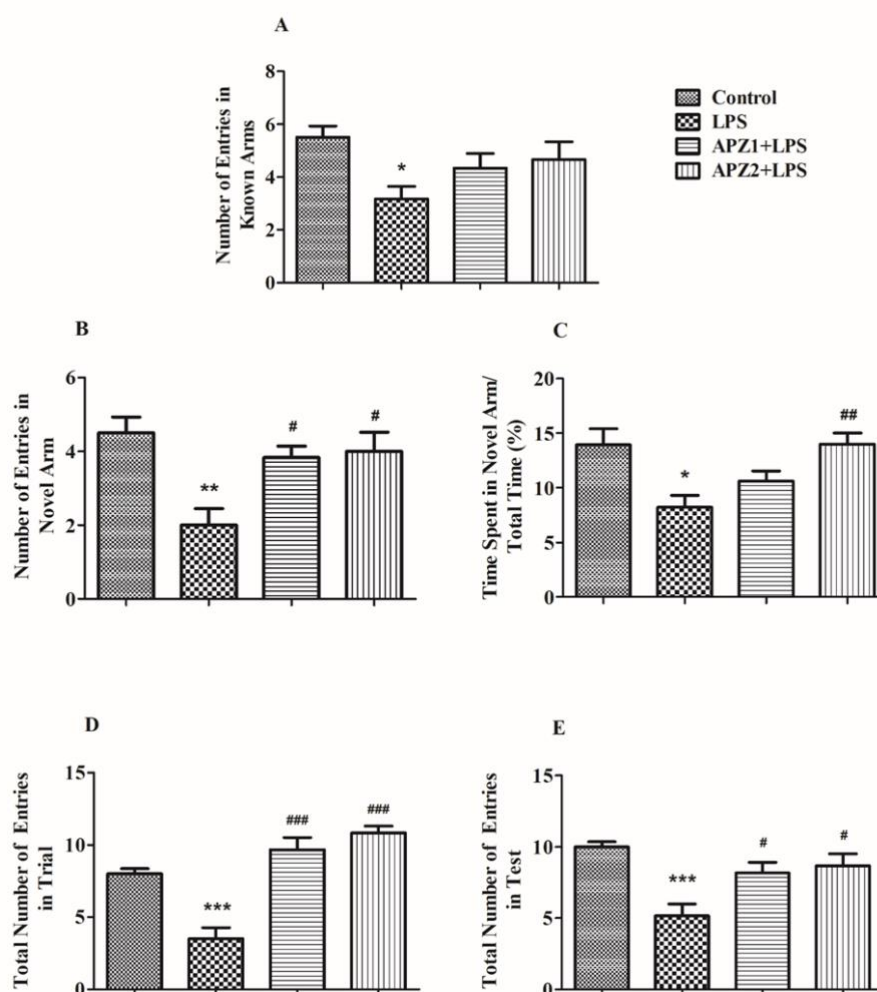 A
Number of Entries in
Known Arms
8
6
4
2
0
*
Control
LPS
APZ1+LPS
APZ2+LPS
B
Number of Entries in
Novel Arm
6
4
2
0
**
#
#
C
Time Spent in Novel Arm/
Total Time (%)
20
15
10
5
0
*
##
D
Total Number of Entries
in Trial
15
10
5
0
***
###
###
E
Total Number of Entries
in Test
15
10
5
0
***
#
#